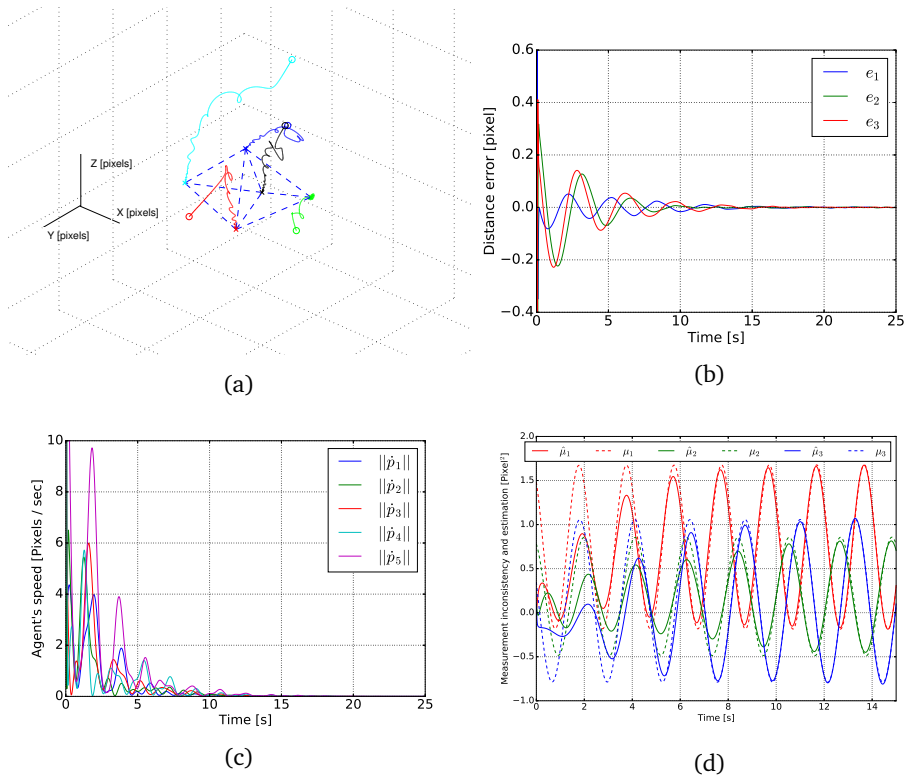 Z [pixels]
X [pixels]
Y [pixels]
(a)
0.6
0.4
0.2
0.0
−0.2
−0.4
Distance error [pixel]
e₁
e₂
e₃
0 5 10 15 20 25
Time [s]
(b)
10
8
6
4
2
0
Agent's speed [Pixels / sec]
||ṗ₁||
||ṗ₂||
||ṗ₃||
||ṗ₄||
||ṗ₅||
0 5 10 15 20 25
Time [s]
(c)
2.0
1.5
1.0
0.5
0.0
−0.5
−1.0
Measurement inconsistency and estimation [Pixel²]
μ̂₁ μ₁ μ̂₂ μ₂ μ̂₃ μ₃
0 2 4 6 8 10 12 14
Time [s]
(d)